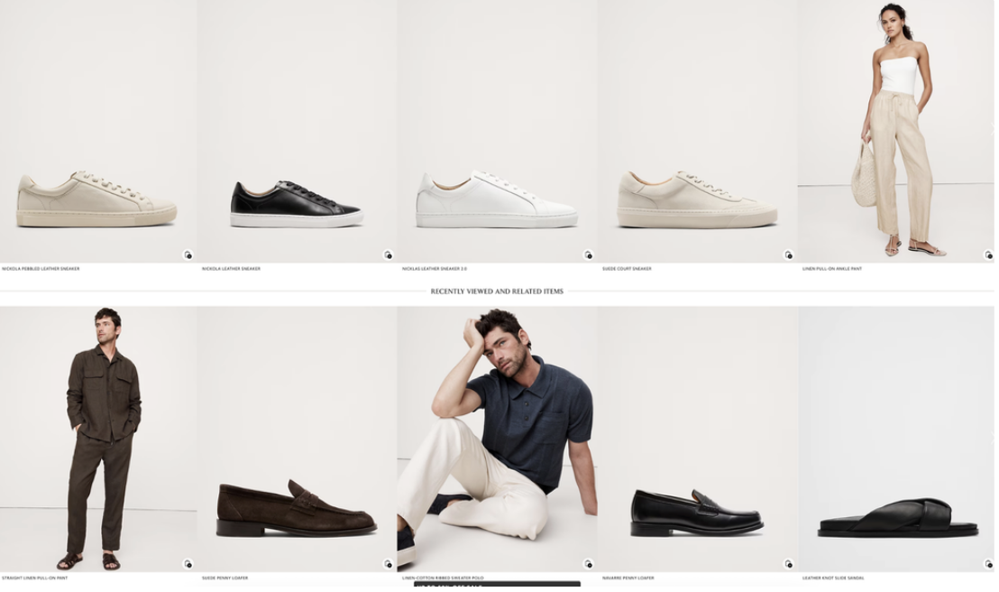 NICKOLA PEBBLED LEATHER SNEAKER
NICKOLA LEATHER SNEAKER
NICKLAS LEATHER SNEAKER 2.0
SUEDE COURT SNEAKER
LINEN PULL-ON ANKLE PANT
RECENTLY VIEWED AND RELATED ITEMS
STRAIGHT LINEN PULL-ON PANT
SUEDE PENNY LOAFER
LINEN-COTTON RIBBED SWEATER POLO
NAVARRE PENNY LOAFER
LEATHER KNOT SLIDE SANDAL